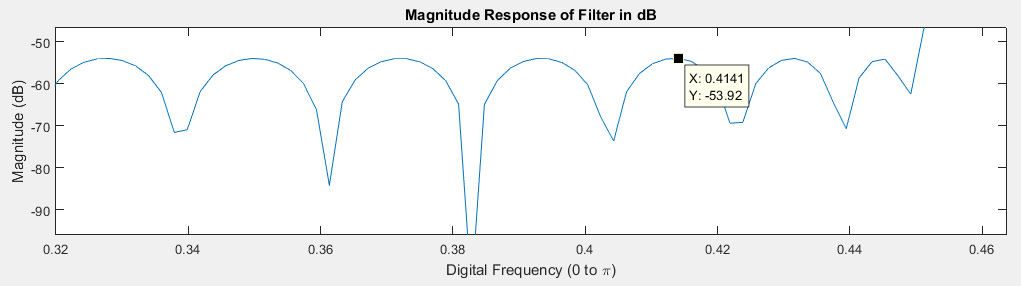 Magnitude Response of Filter in dB
Magnitude (dB)
-50
-60
-70
-80
-90
X: 0.4141
Y: -53.92
0.32
0.34
0.36
0.38
0.4
0.42
0.44
0.46
Digital Frequency (0 to π)